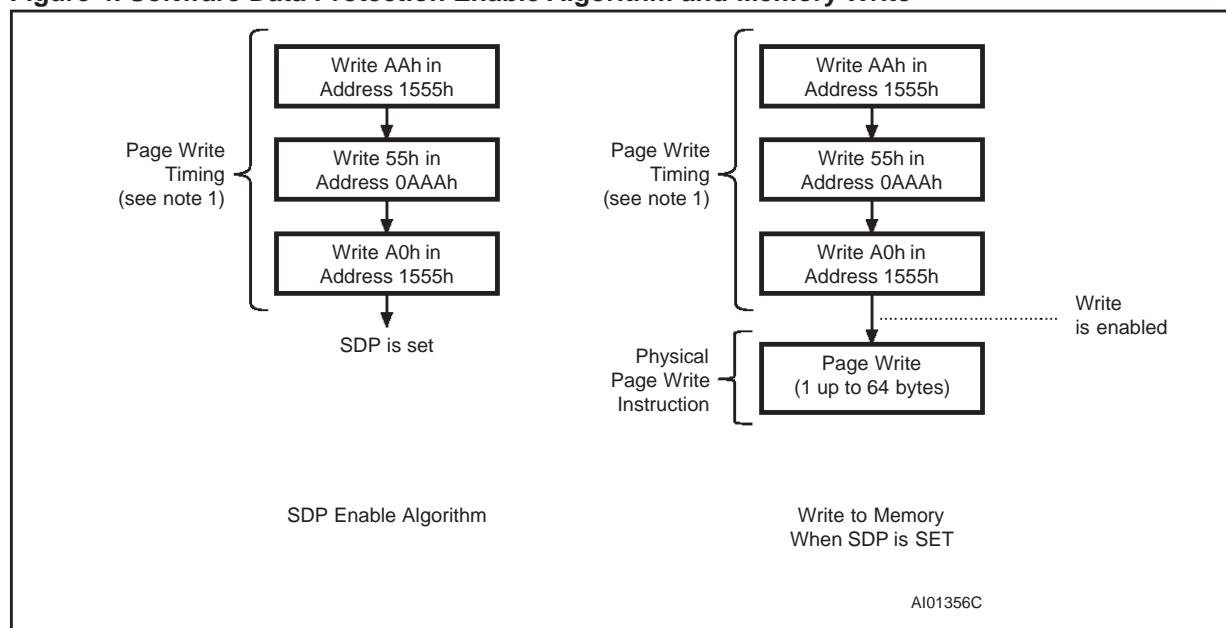 Figure 4. Software Data Protection Enable Algorithm and Memory Write
Write AAh in
Address 1555h
Page Write
Timing
(see note 1)
Write 55h in
Address 0AAAh
Write A0h in
Address 1555h
SDP is set
SDP Enable Algorithm
Write AAh in
Address 1555h
Page Write
Timing
(see note 1)
Write 55h in
Address 0AAAh
Write A0h in
Address 1555h
Write
is enabled
Physical
Page Write
Instruction
Page Write
(1 up to 64 bytes)
Write to Memory
When SDP is SET
AI01356C